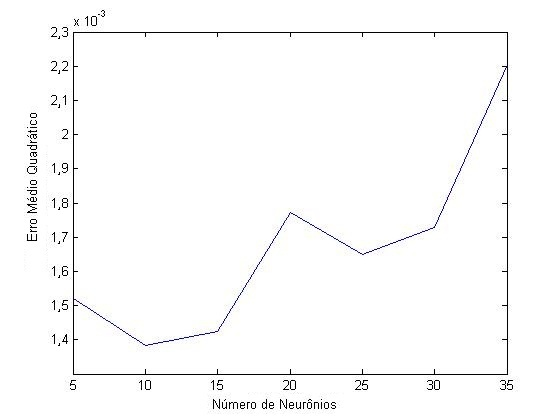 x 10-3
2,3
2,2
2,1
2
1,9
1,8
1,7
1,6
1,5
1,4
Erro Médio Quadrático
5 10 15 20 25 30 35
Número de Neurônios